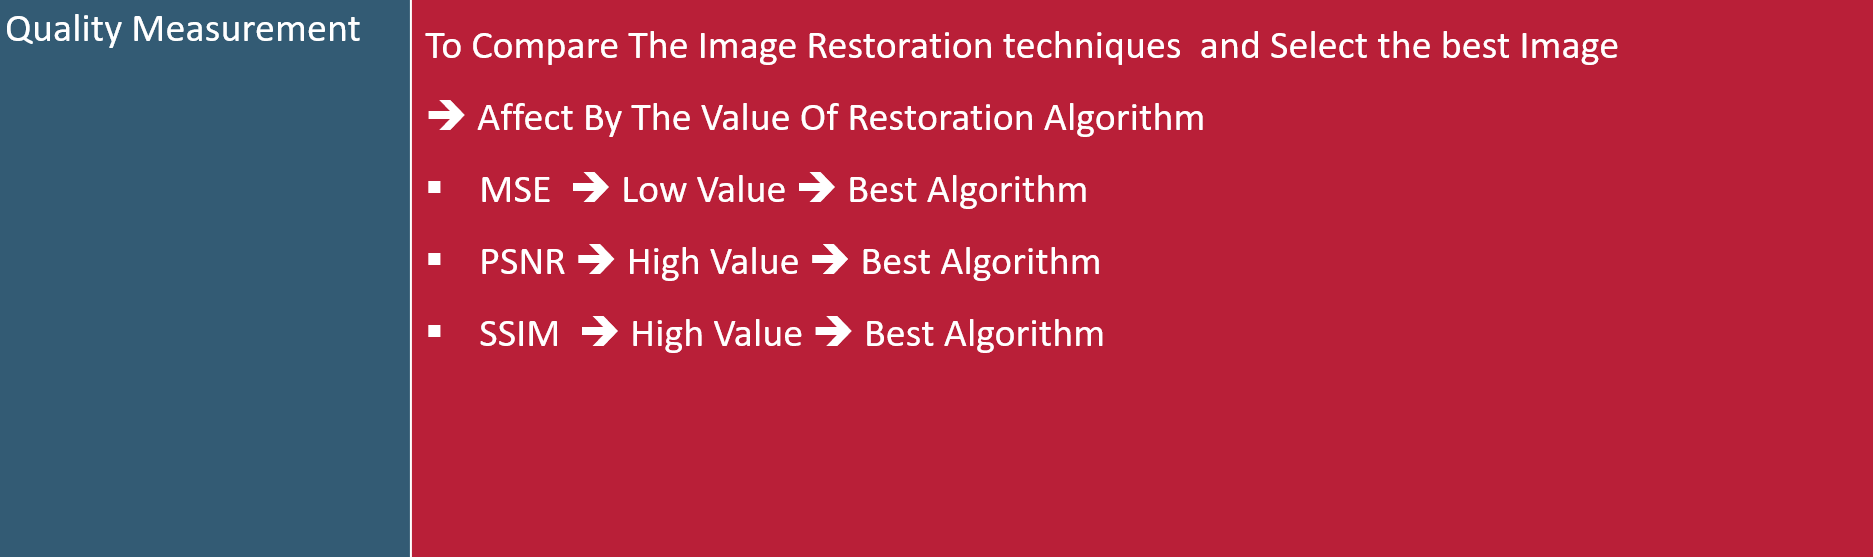 Quality Measurement
To Compare The Image Restoration techniques  and Select the best Image
➔ Affect By The Value Of Restoration Algorithm
▪ MSE ➔ Low Value ➔ Best Algorithm
▪ PSNR ➔ High Value ➔ Best Algorithm
▪ SSIM ➔ High Value ➔ Best Algorithm